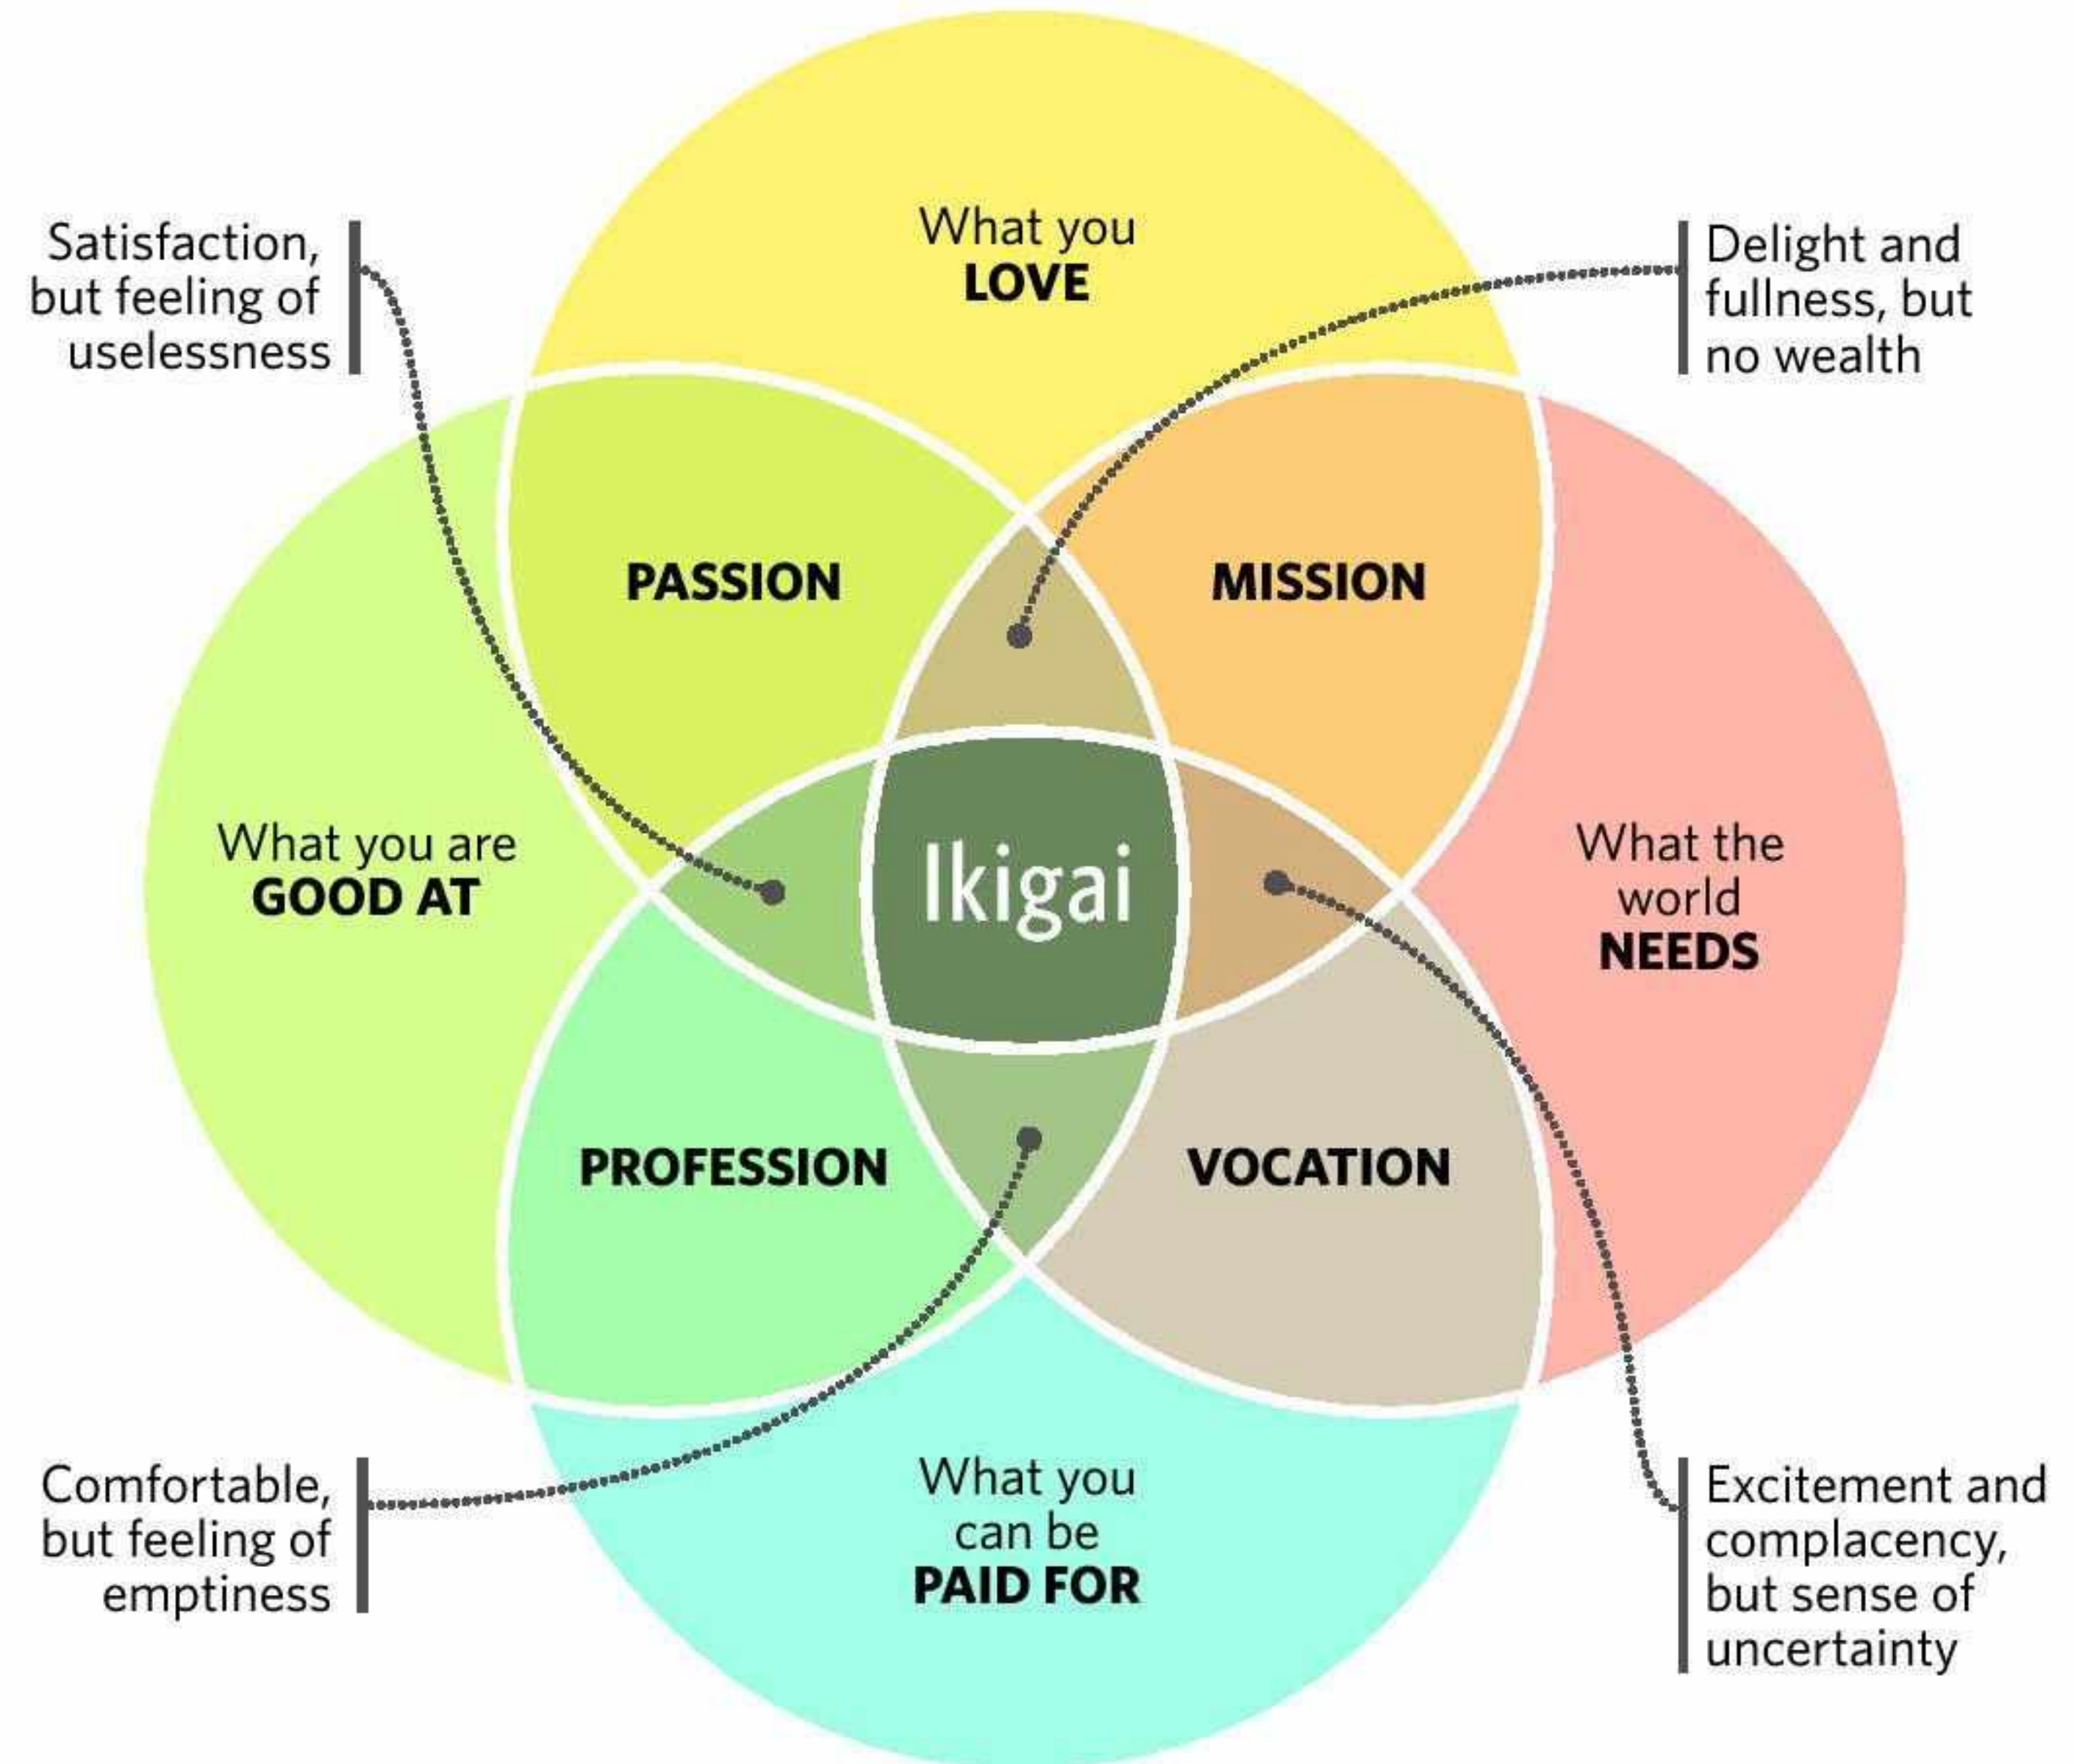 What you
LOVE
Satisfaction,
but feeling of
uselessness
Delight and
fullness, but
no wealth
PASSION
MISSION
What you are
GOOD AT
Ikigai
What the
world
NEEDS
PROFESSION
VOCATION
Comfortable,
but feeling of
emptiness
What you
can be
PAID FOR
Excitement and
complacency,
but sense of
uncertainty